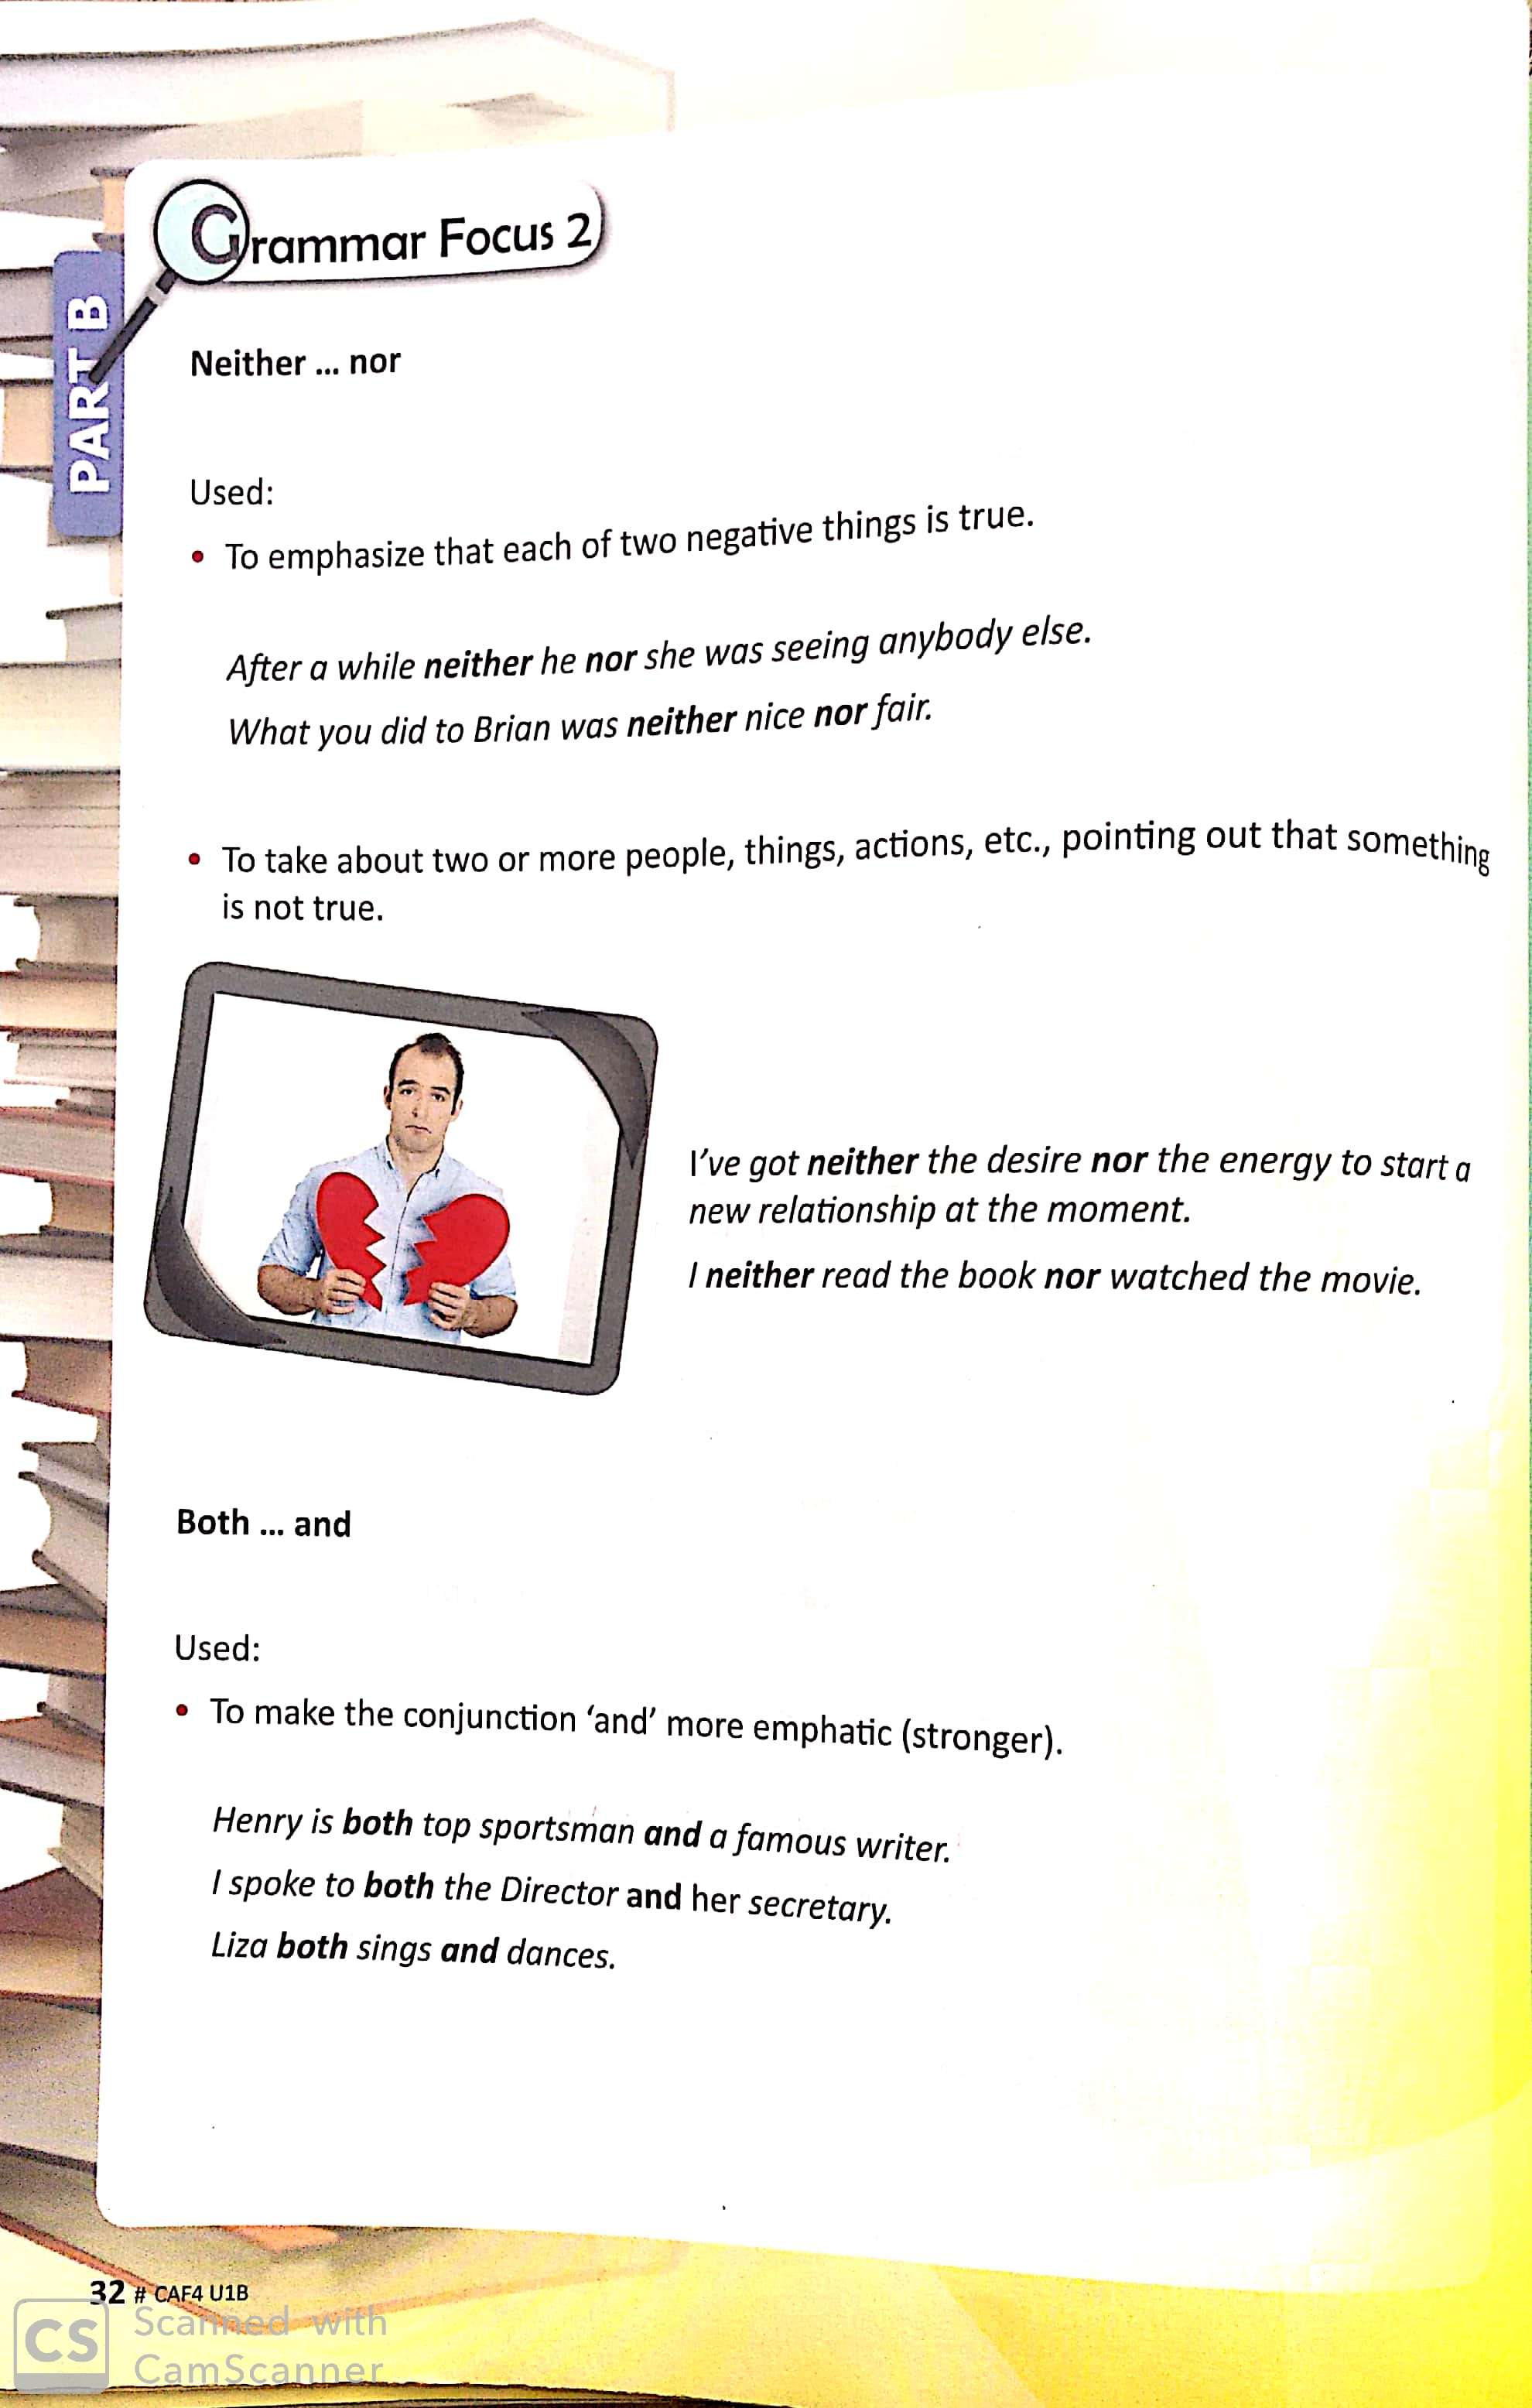 Grammar Focus 2
PART B
Neither ... nor
Used:
• To emphasize that each of two negative things is true.
After a while neither he nor she was seeing anybody else.
What you did to Brian was neither nice nor fair.
• To take about two or more people, things, actions, etc., pointing out that something
is not true.
I've got neither the desire nor the energy to start a
new relationship at the moment.
I neither read the book nor watched the movie.
Both ... and
Used:
• To make the conjunction 'and' more emphatic (stronger).
Henry is both top sportsman and a famous writer.
I spoke to both the Director and her secretary.
Liza both sings and dances.
32 # CAF4 U1B
CS Scanned with
CamScanner